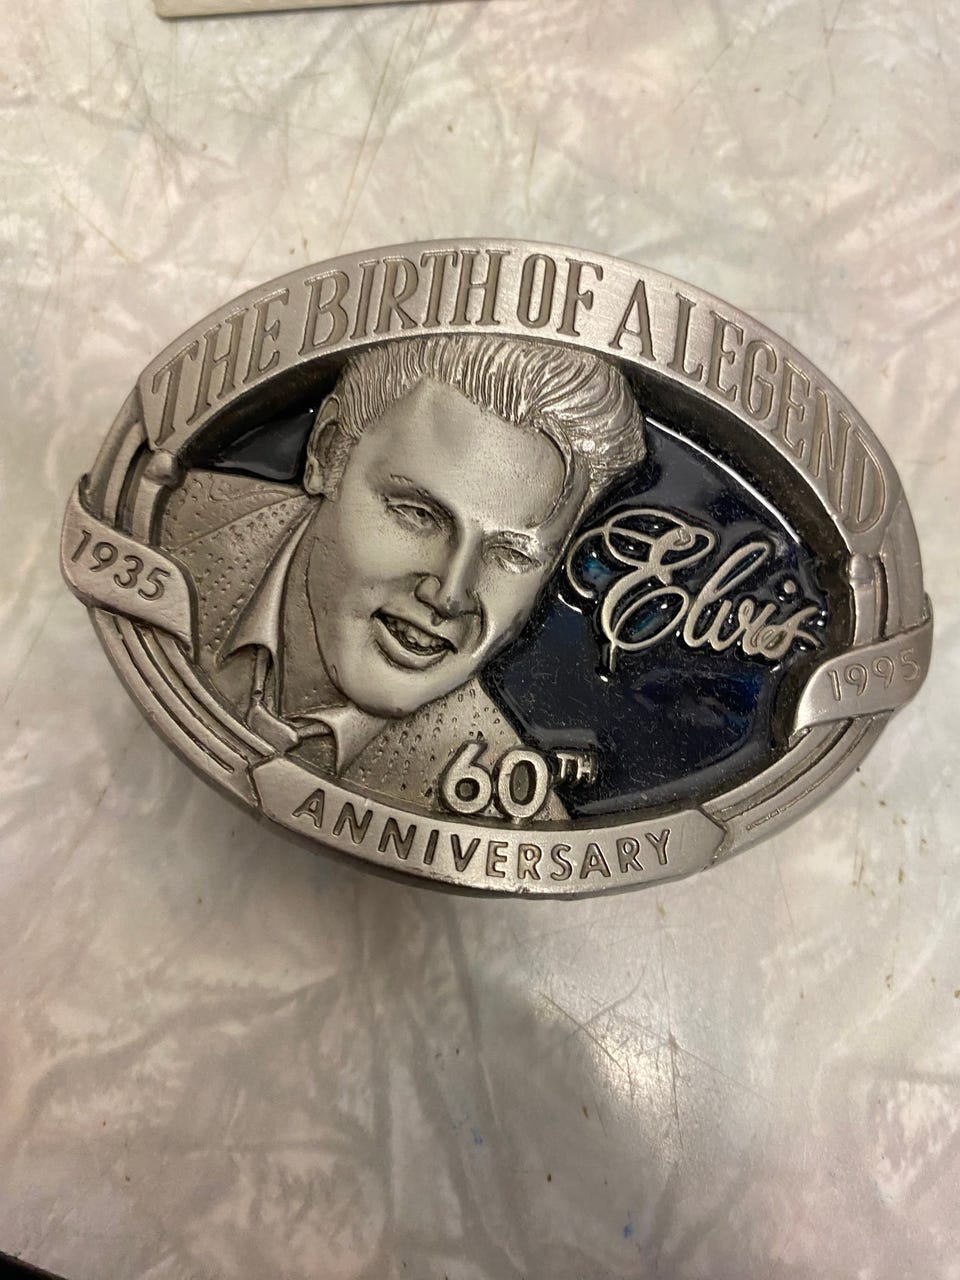 THE BIRTH OF A LEGEND
Elvis
1935
1995
60TH
ANNIVERSARY